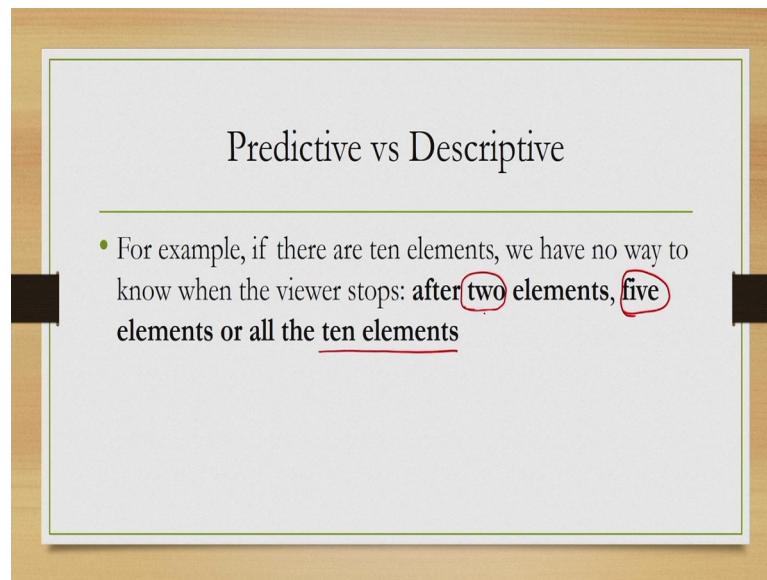 Predictive vs Descriptive
• For example, if there are ten elements, we have no way to
know when the viewer stops: after two elements, five
elements or all the ten elements